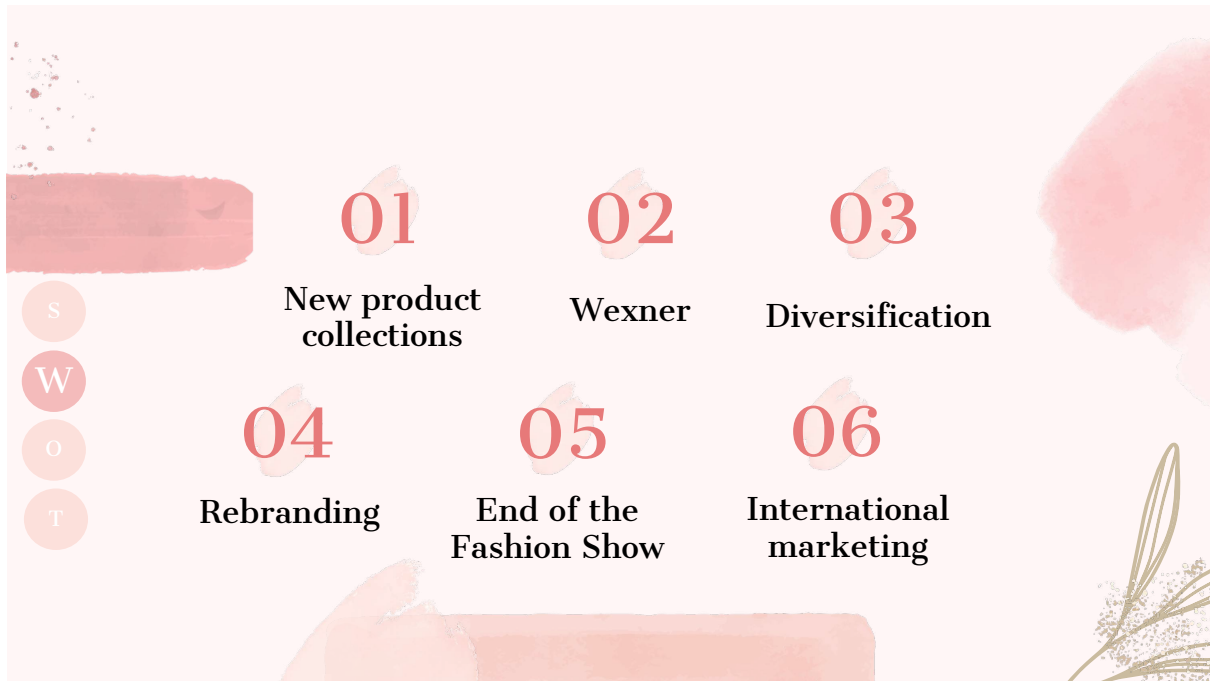 01
New product
collections
02
Wexner
03
Diversification
S
W
O
T
04
Rebranding
05
End of the
Fashion Show
06
International
marketing